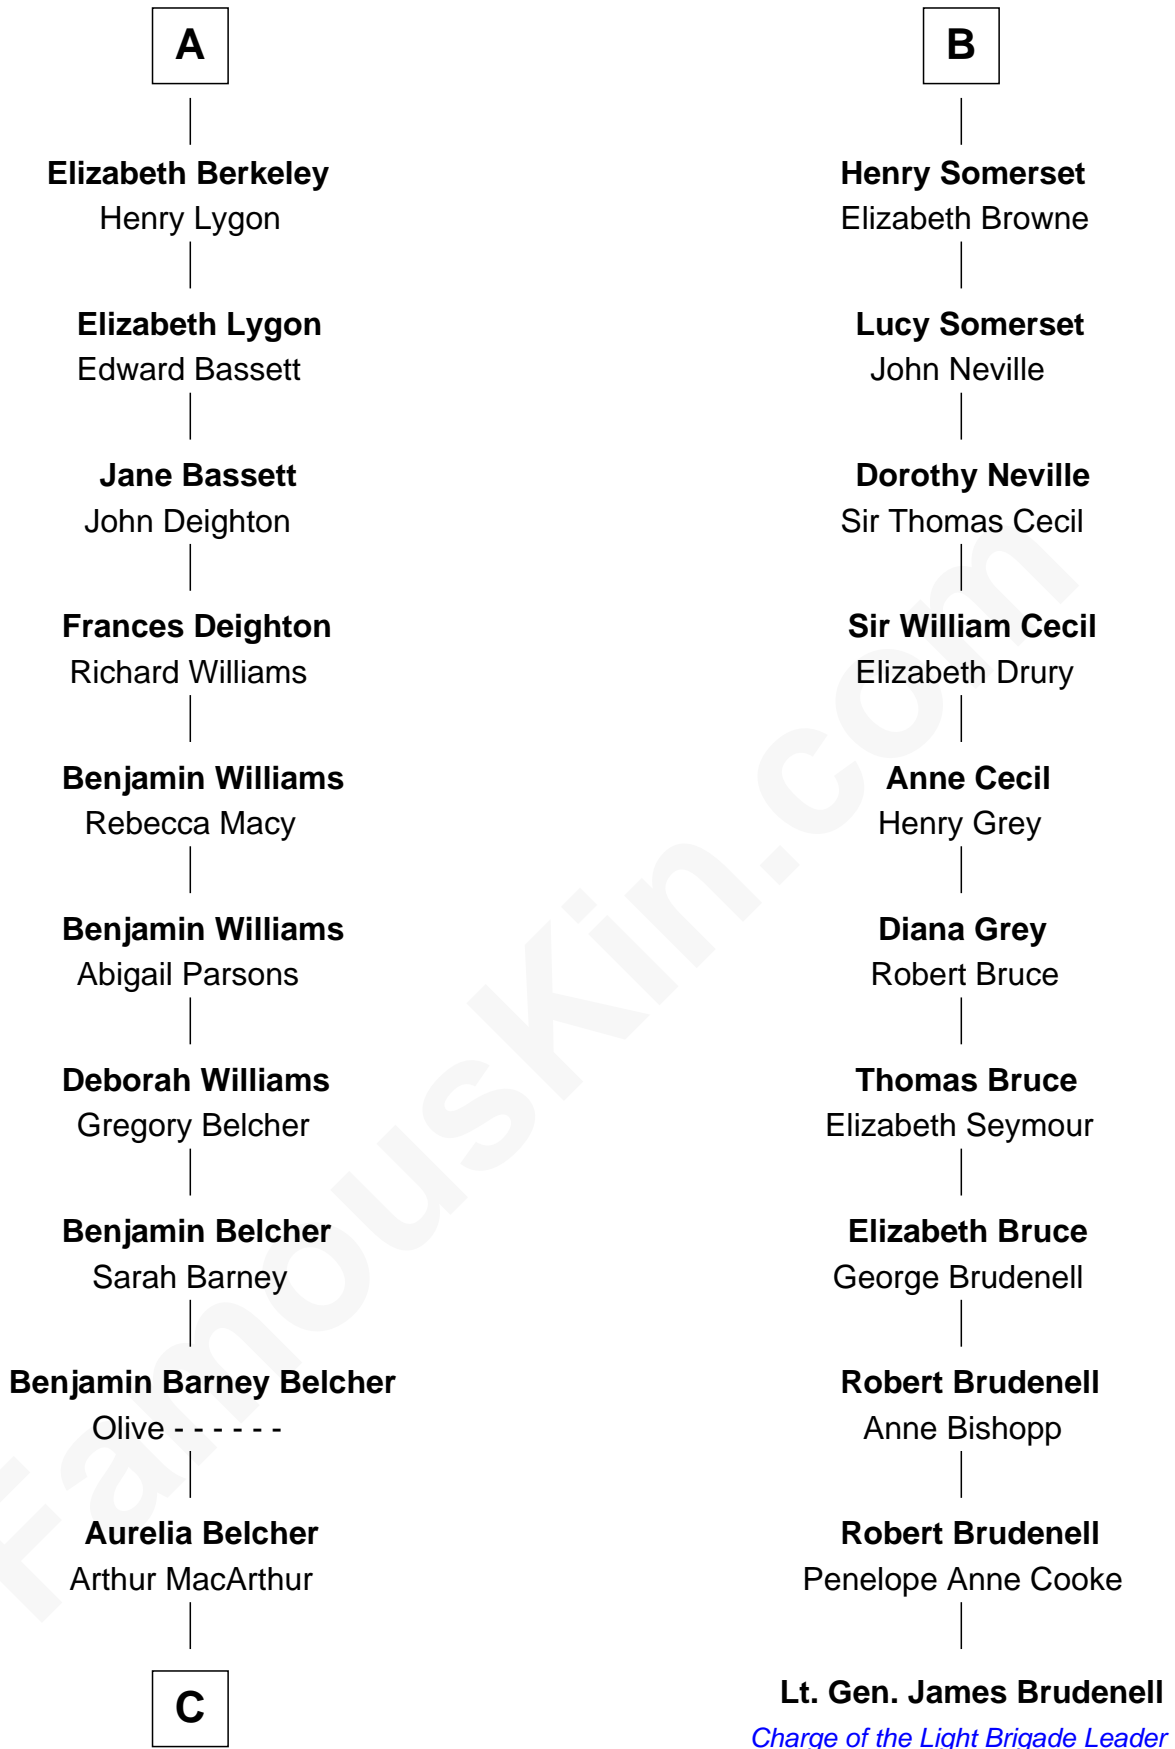 A
Elizabeth Berkeley
Henry Lygon
Elizabeth Lygon
Edward Bassett
Jane Bassett
John Deighton
Frances Deighton
Richard Williams
Benjamin Williams
Rebecca Macy
Benjamin Williams
Abigail Parsons
Deborah Williams
Gregory Belcher
Benjamin Belcher
Sarah Barney
Benjamin Barney Belcher
Olive - - - - - -
Aurelia Belcher
Arthur MacArthur
C
B
Henry Somerset
Elizabeth Browne
Lucy Somerset
John Neville
Dorothy Neville
Sir Thomas Cecil
Sir William Cecil
Elizabeth Drury
Anne Cecil
Henry Grey
Diana Grey
Robert Bruce
Thomas Bruce
Elizabeth Seymour
Elizabeth Bruce
George Brudenell
Robert Brudenell
Anne Bishopp
Robert Brudenell
Penelope Anne Cooke
Lt. Gen. James Brudenell
Charge of the Light Brigade Leader
FamousKin.com